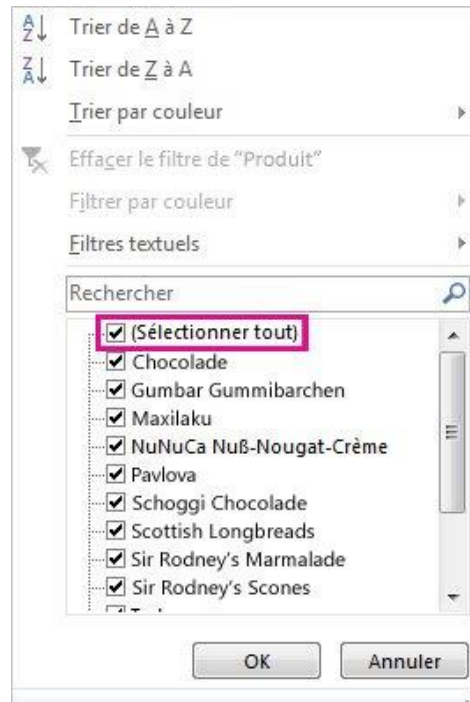 Trier de A à Z
Trier de Z à A
Trier par couleur
Effacer le filtre de “Produit”
Filtrer par couleur
Filtres textuels
Rechercher
(Sélectionner tout)
Chocolade
Gumbar Gummibarchen
Maxilaku
NuNuCa Nuß-Nougat-Crème
Pavlova
Schoggi Chocolade
Scottish Longbreads
Sir Rodney's Marmalade
Sir Rodney's Scones
OK Annuler